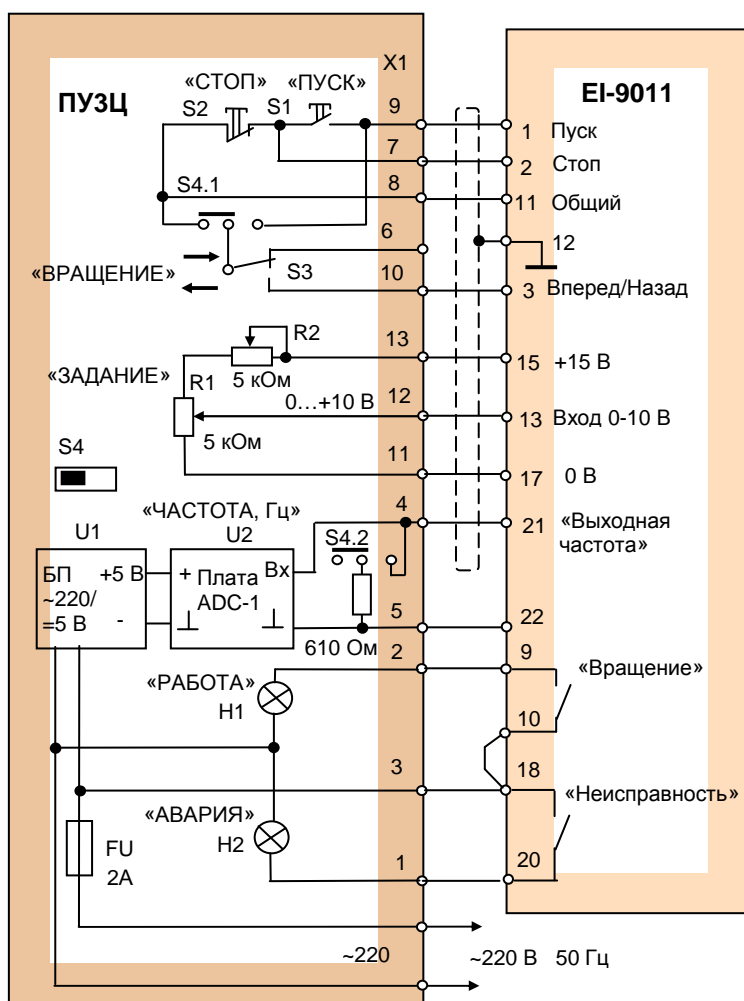 X1
«СТОП» «ПУСК»
ПУЗЦ
EI-9011
S2 S1 9
1 Пуск
7
2 Стоп
S4.1 8
11 Общий
6
12
«ВРАЩЕНИЕ»
S3 10
3 Вперед/Назад
R2 13
15 +15 В
«ЗАДАНИЕ»
R1 5 кОм
0…+10 В 12
13 Вход 0-10 В
5 кОм
S4
11
17 0 В
«ЧАСТОТА, Гц» 4
U1 U2 S4.2
21 «Выходная
частота»
БП +5 В
~220/
=5 В -
+ Плата Вх
ADC-1
5
22
610 Ом
2
9
«РАБОТА»
H1
«Вращение»
10
3
18
«АВАРИЯ»
H2
«Неисправность»
FU
2А
1
20
~220
~220 В 50 Гц